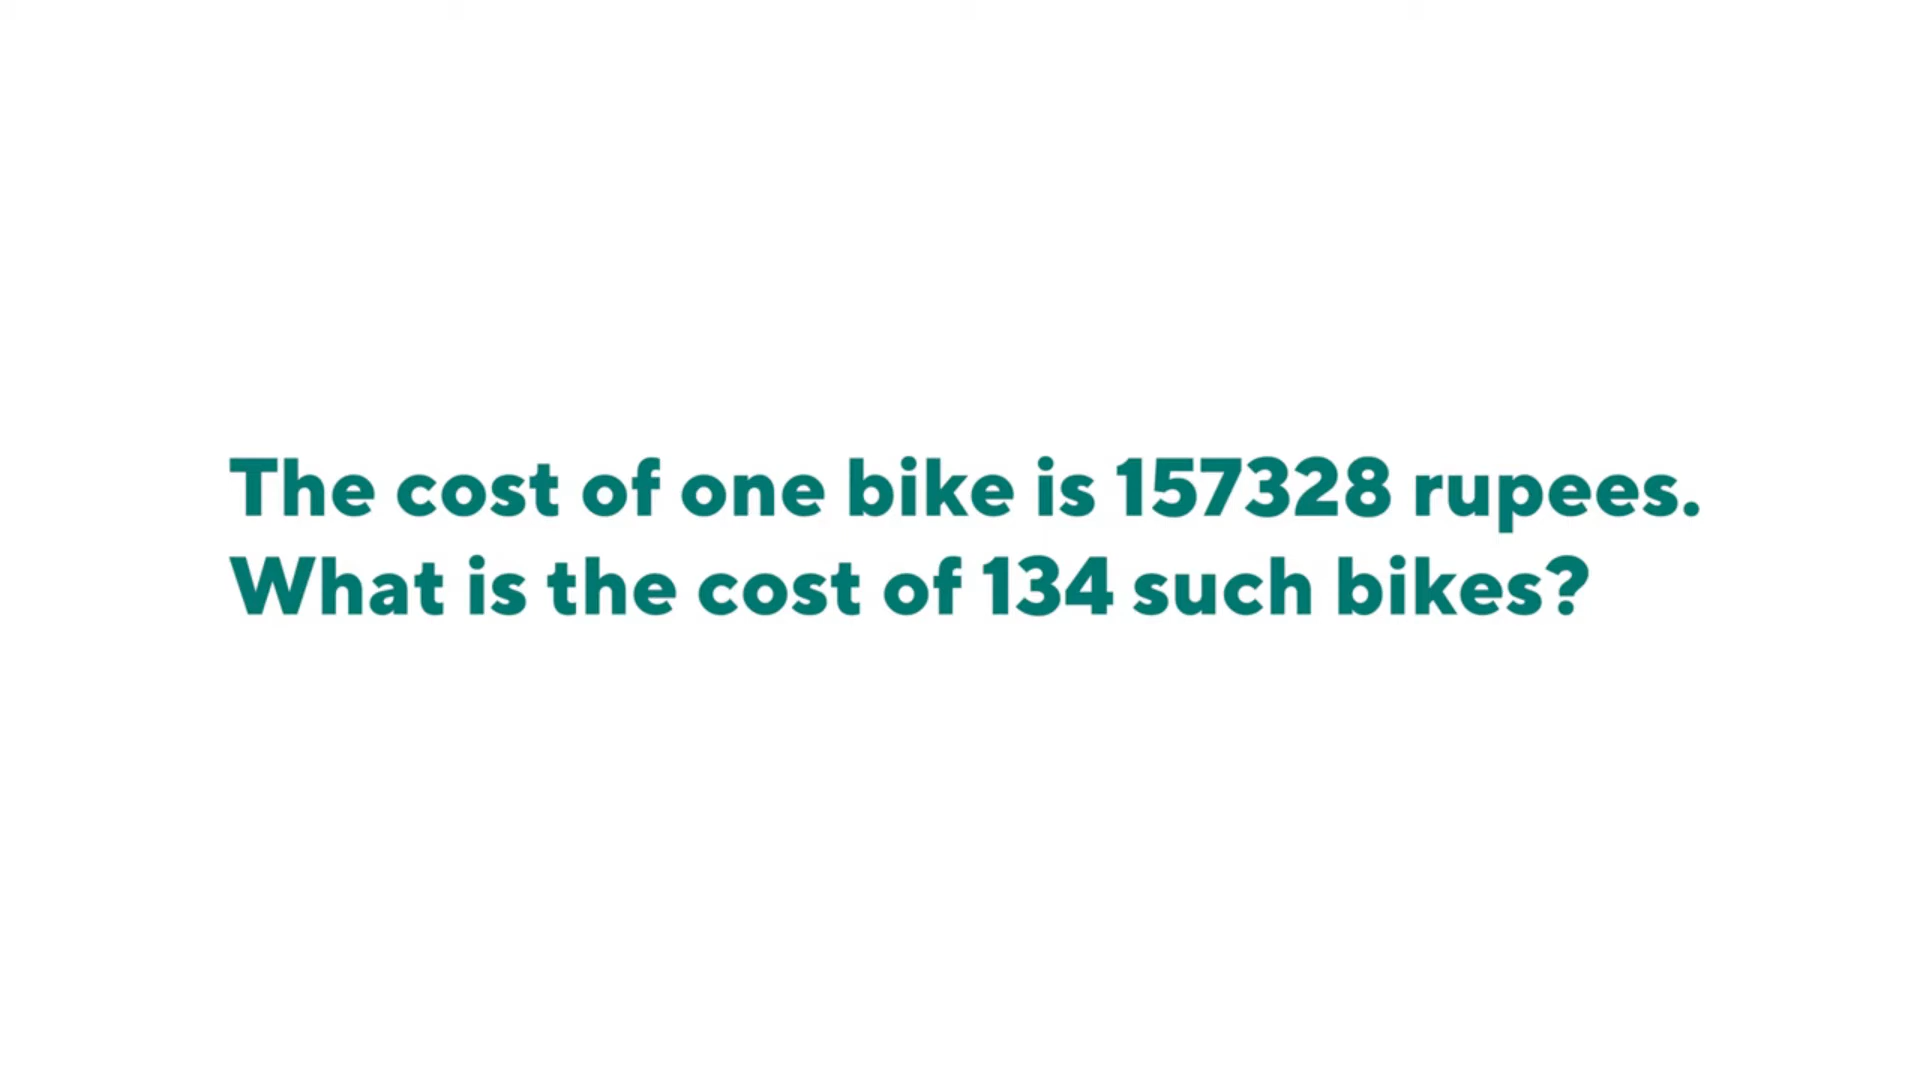 The cost of one bike is 157328 rupees.
What is the cost of 134 such bikes?